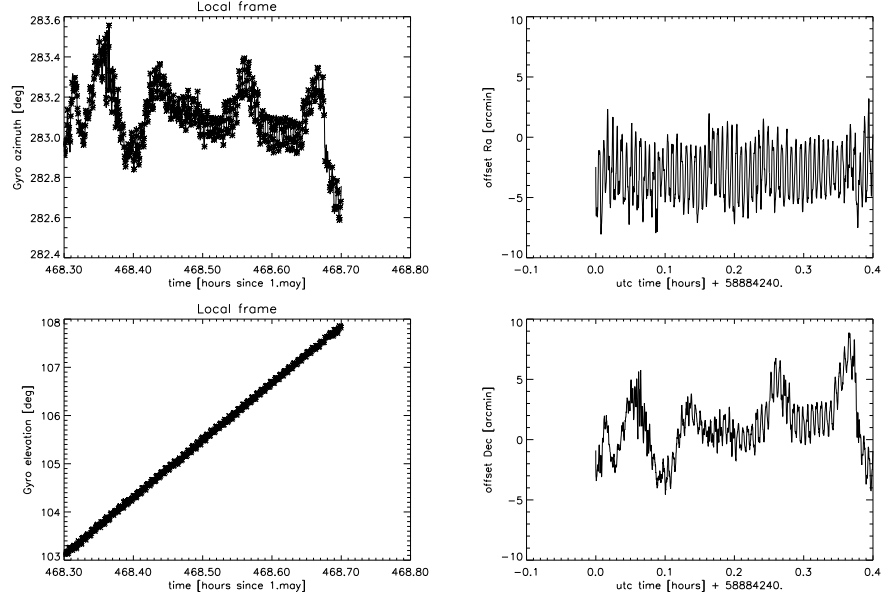 Local frame
283.6
283.4
283.2
283.0
282.8
282.6
282.4
Gyro azimuth [deg]
468.30 468.40 468.50 468.60 468.70 468.80
time [hours since 1.may]
10
5
0
−5
−10
offset Ra [arcmin]
−0.1 0.0 0.1 0.2 0.3 0.4
utc time [hours] + 58884240.
Local frame
108
107
106
105
104
103
Gyro elevation [deg]
468.30 468.40 468.50 468.60 468.70 468.80
time [hours since 1.may]
10
5
0
−5
−10
offset Dec [arcmin]
−0.1 0.0 0.1 0.2 0.3 0.4
utc time [hours] + 58884240.